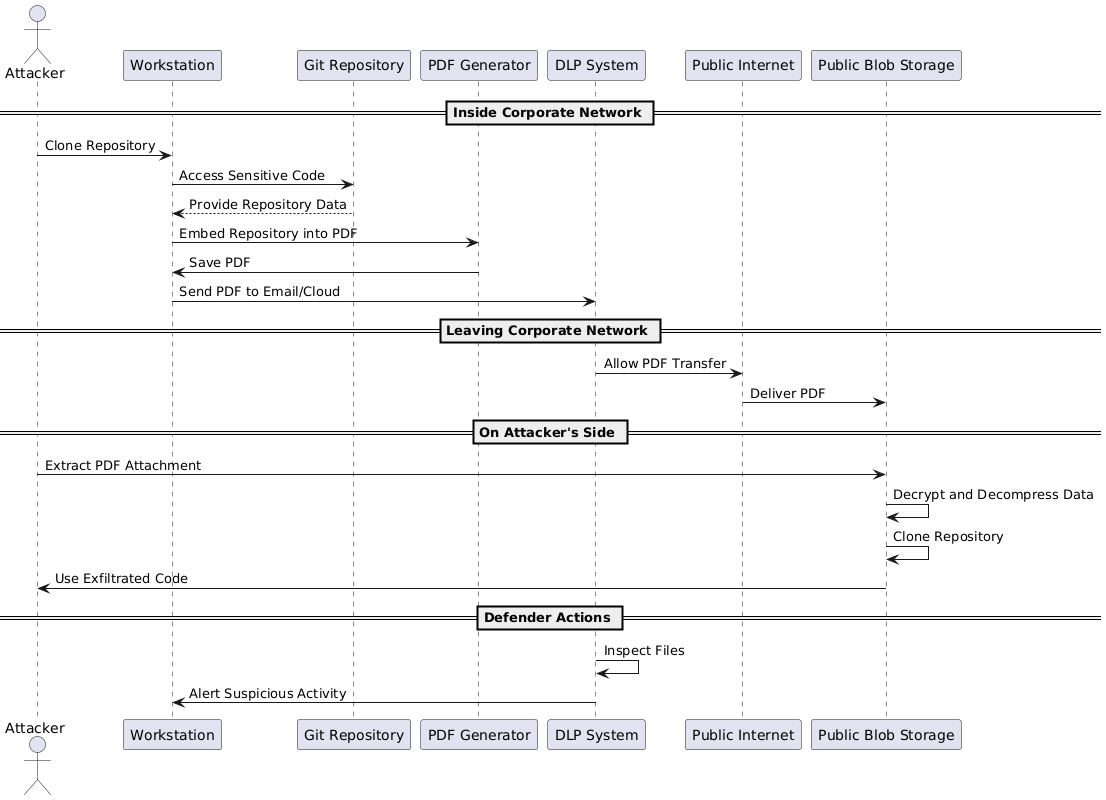 Attacker
Workstation
Git Repository
PDF Generator
DLP System
Public Internet
Public Blob Storage
Inside Corporate Network
Clone Repository
Access Sensitive Code
Provide Repository Data
Embed Repository into PDF
Save PDF
Send PDF to Email/Cloud
Leaving Corporate Network
Allow PDF Transfer
Deliver PDF
On Attacker's Side
Extract PDF Attachment
Decrypt and Decompress Data
Clone Repository
Use Exfiltrated Code
Defender Actions
Inspect Files
Alert Suspicious Activity
Attacker
Workstation
Git Repository
PDF Generator
DLP System
Public Internet
Public Blob Storage